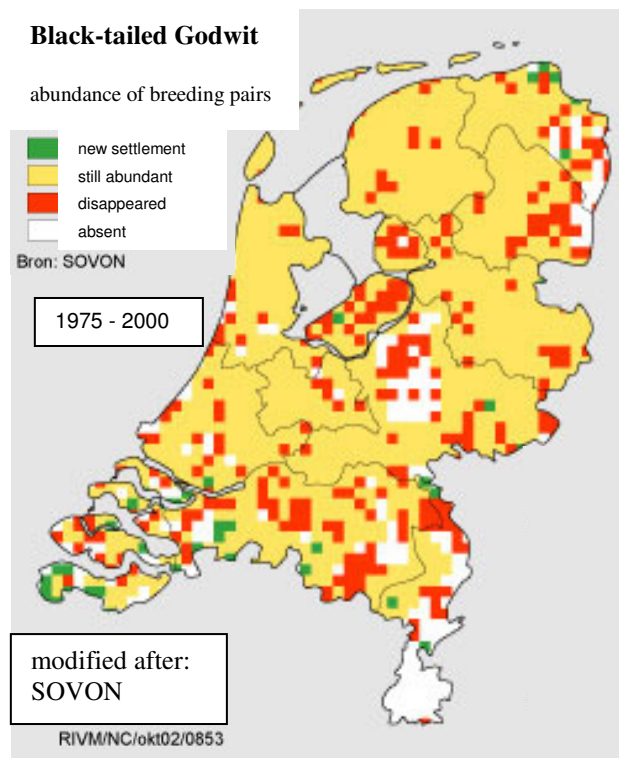 Black-tailed Godwit
abundance of breeding pairs
new settlement
still abundant
disappeared
absent
Bron: SOVON
1975 - 2000
modified after:
SOVON
RIVM/NC/okt02/0853